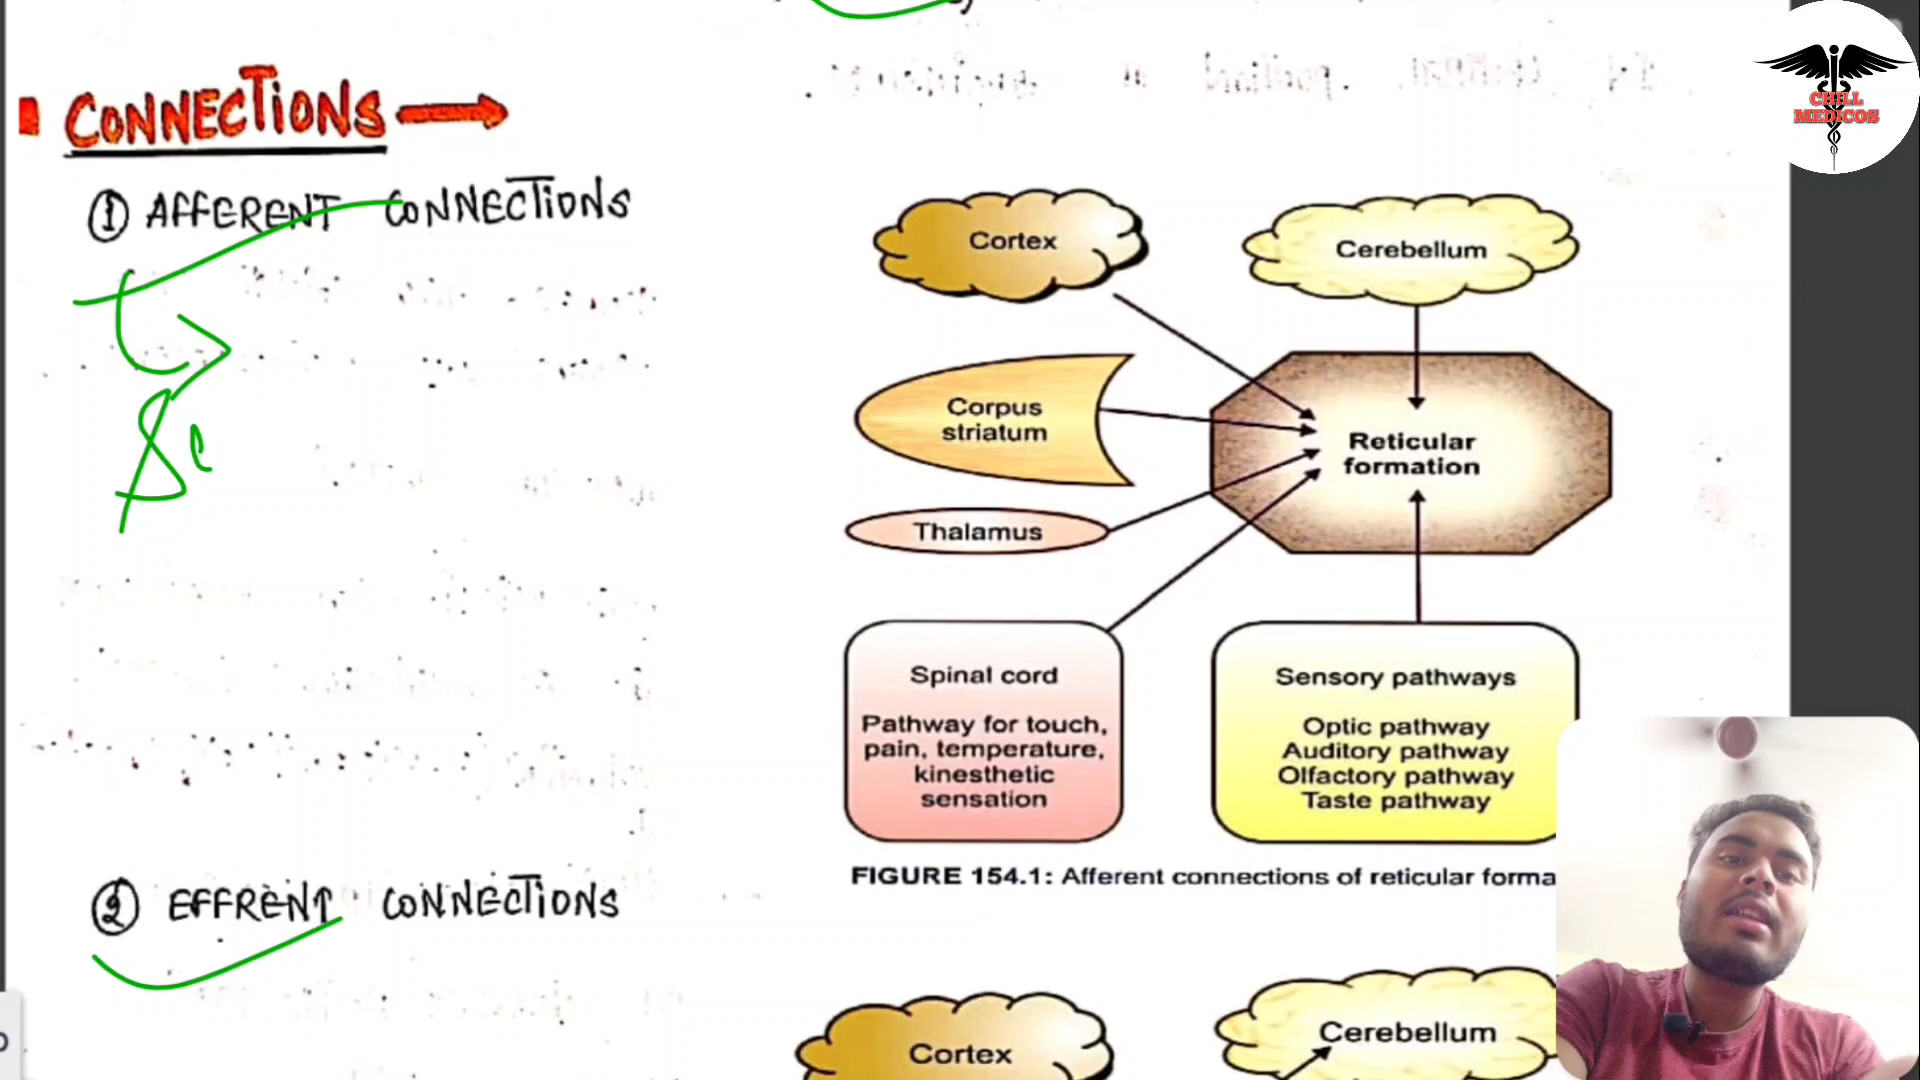 CHILL
MEDICOS
CONNECTIONS
① AFFERENT CONNECTIONS
Cortex
Cerebellum
Corpus
striatum
Reticular
formation
Thalamus
Spinal cord
Pathway for touch,
pain, temperature,
kinesthetic
sensation
Sensory pathways
Optic pathway
Auditory pathway
Olfactory pathway
Taste pathway
FIGURE 154.1: Afferent connections of reticular forma
② EFFRENT CONNECTIONS
Cortex
Cerebellum